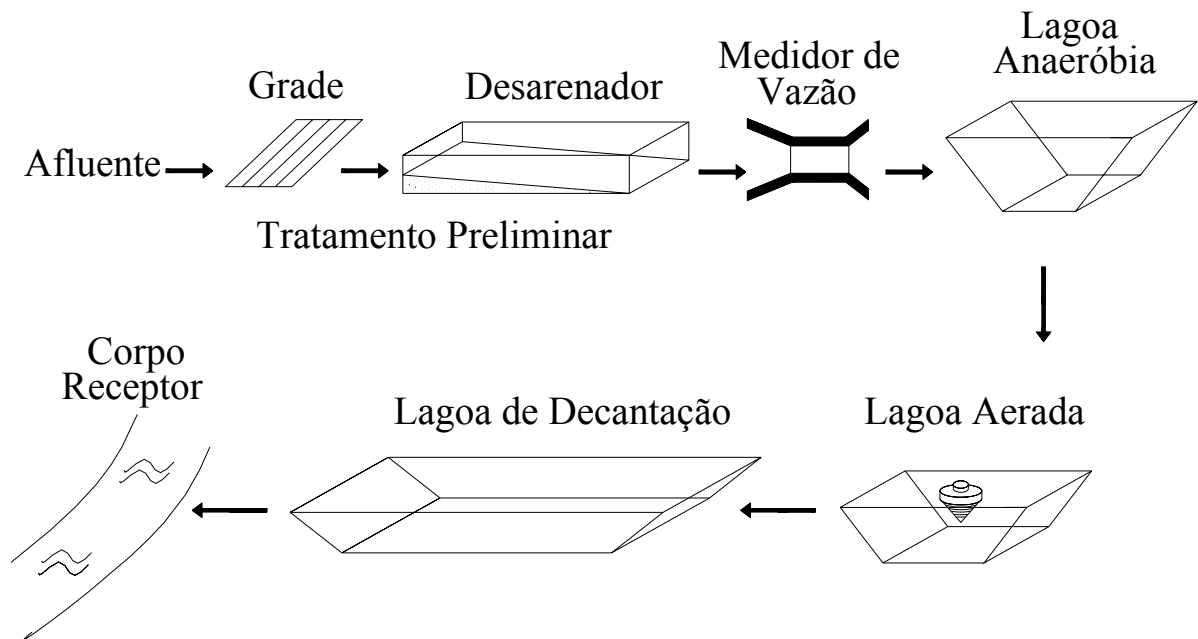 Lagoa
Anaeróbia
Medidor de
Vazão
Grade
Desarenador
Afluente
Tratamento Preliminar
Corpo
Receptor
Lagoa de Decantação
Lagoa Aerada